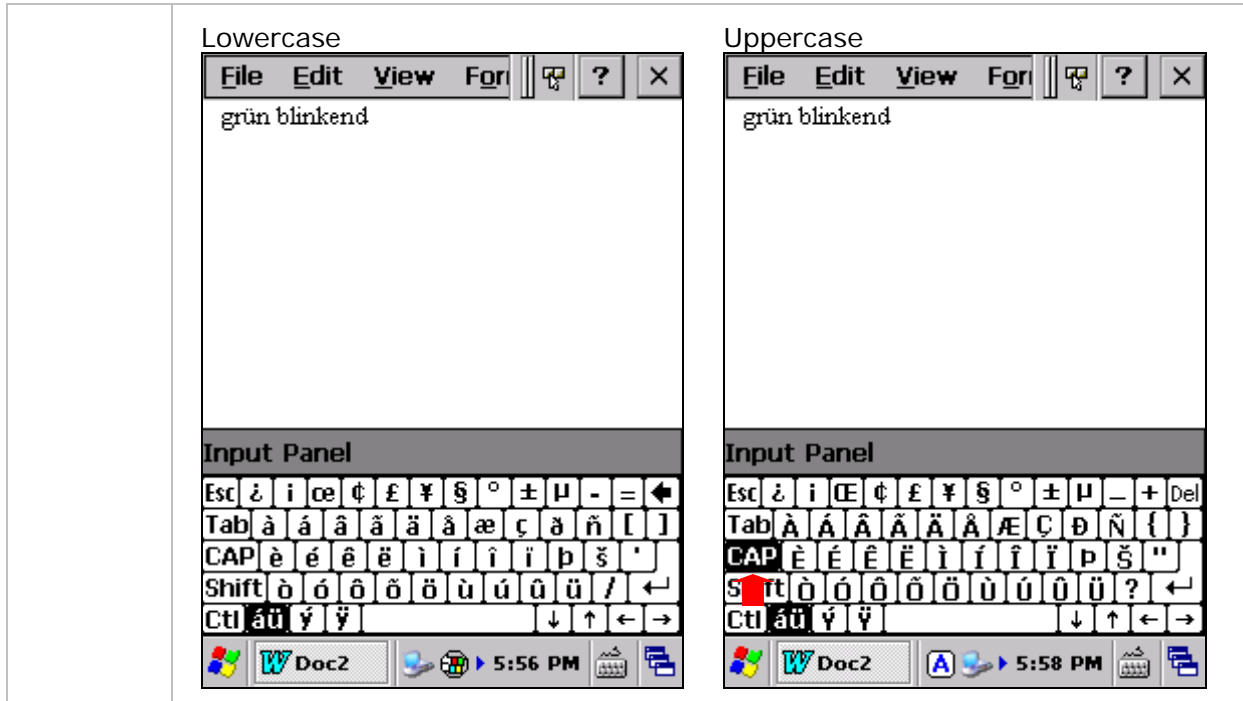 Lowercase
File Edit View For ? ×
grün blinkend
Input Panel
Esc ¿ ¡ œ ¢ £ ¥ § ° ± µ - =
Tab à á â ã ä å æ ç ð ñ [ ]
CAP è é ê ë ì í î ï þ š '
Shift ò ó ô õ ö ù ú û ü / ↵
Ctl áü ý ÿ ↓ ↑ ← →
Doc2 5:56 PM
Uppercase
File Edit View For ? ×
grün blinkend
Input Panel
Esc ¿ ¡ Œ ¢ £ ¥ § ° ± µ _ + Del
Tab À Á Â Ã Ä Å Æ Ç Ð Ñ { }
CAP È É Ê Ë Ì Í Î Ï Þ Š "
Ò Ó Ô Õ Ö Ù Ú Û Ü ? ↵
Ctl áü Ý Ÿ ↓ ↑ ← →
Doc2 A 5:58 PM